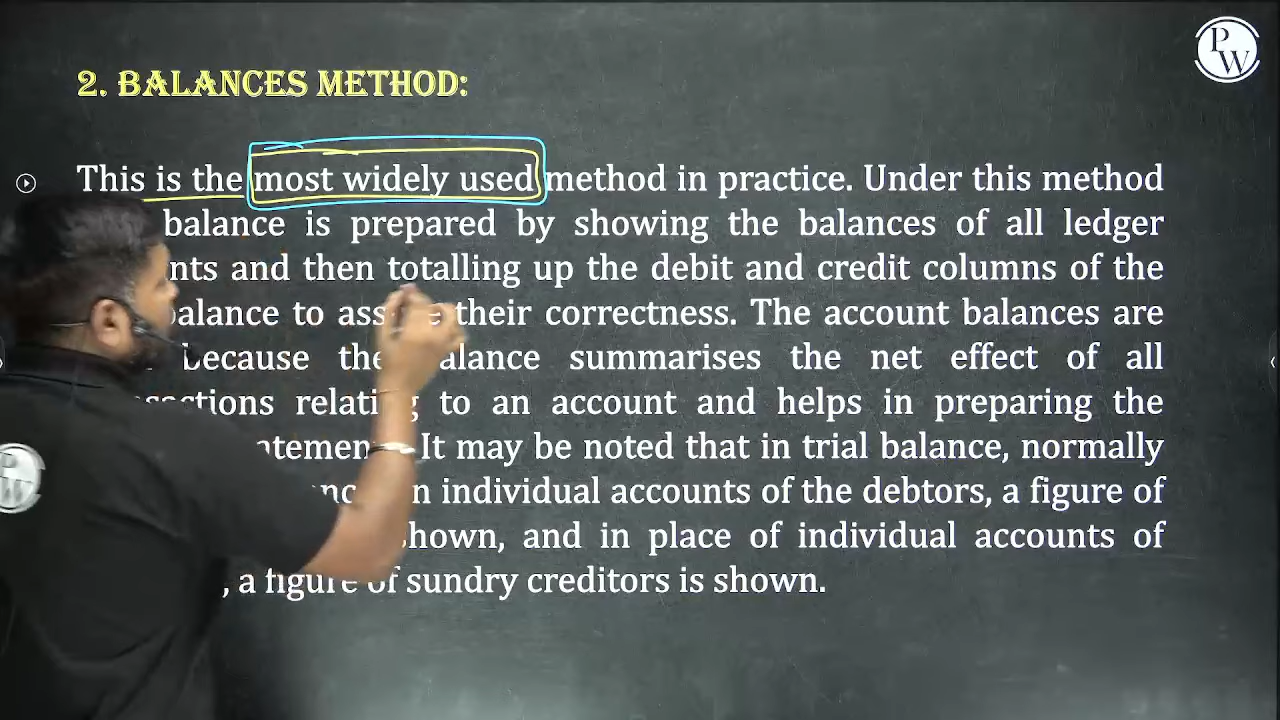 P
W
2. BALANCES METHOD:
This is the most widely used method in practice. Under this method
balance is prepared by showing the balances of all ledger
and then totalling up the debit and credit columns of the
balance to their correctness. The account balances are
because the summarises the net effect of all
to an account and helps in preparing the
It may be noted that in trial balance, normally
individual accounts of the debtors, a figure of
and in place of individual accounts of
, a figure of sundry creditors is shown.
P
W